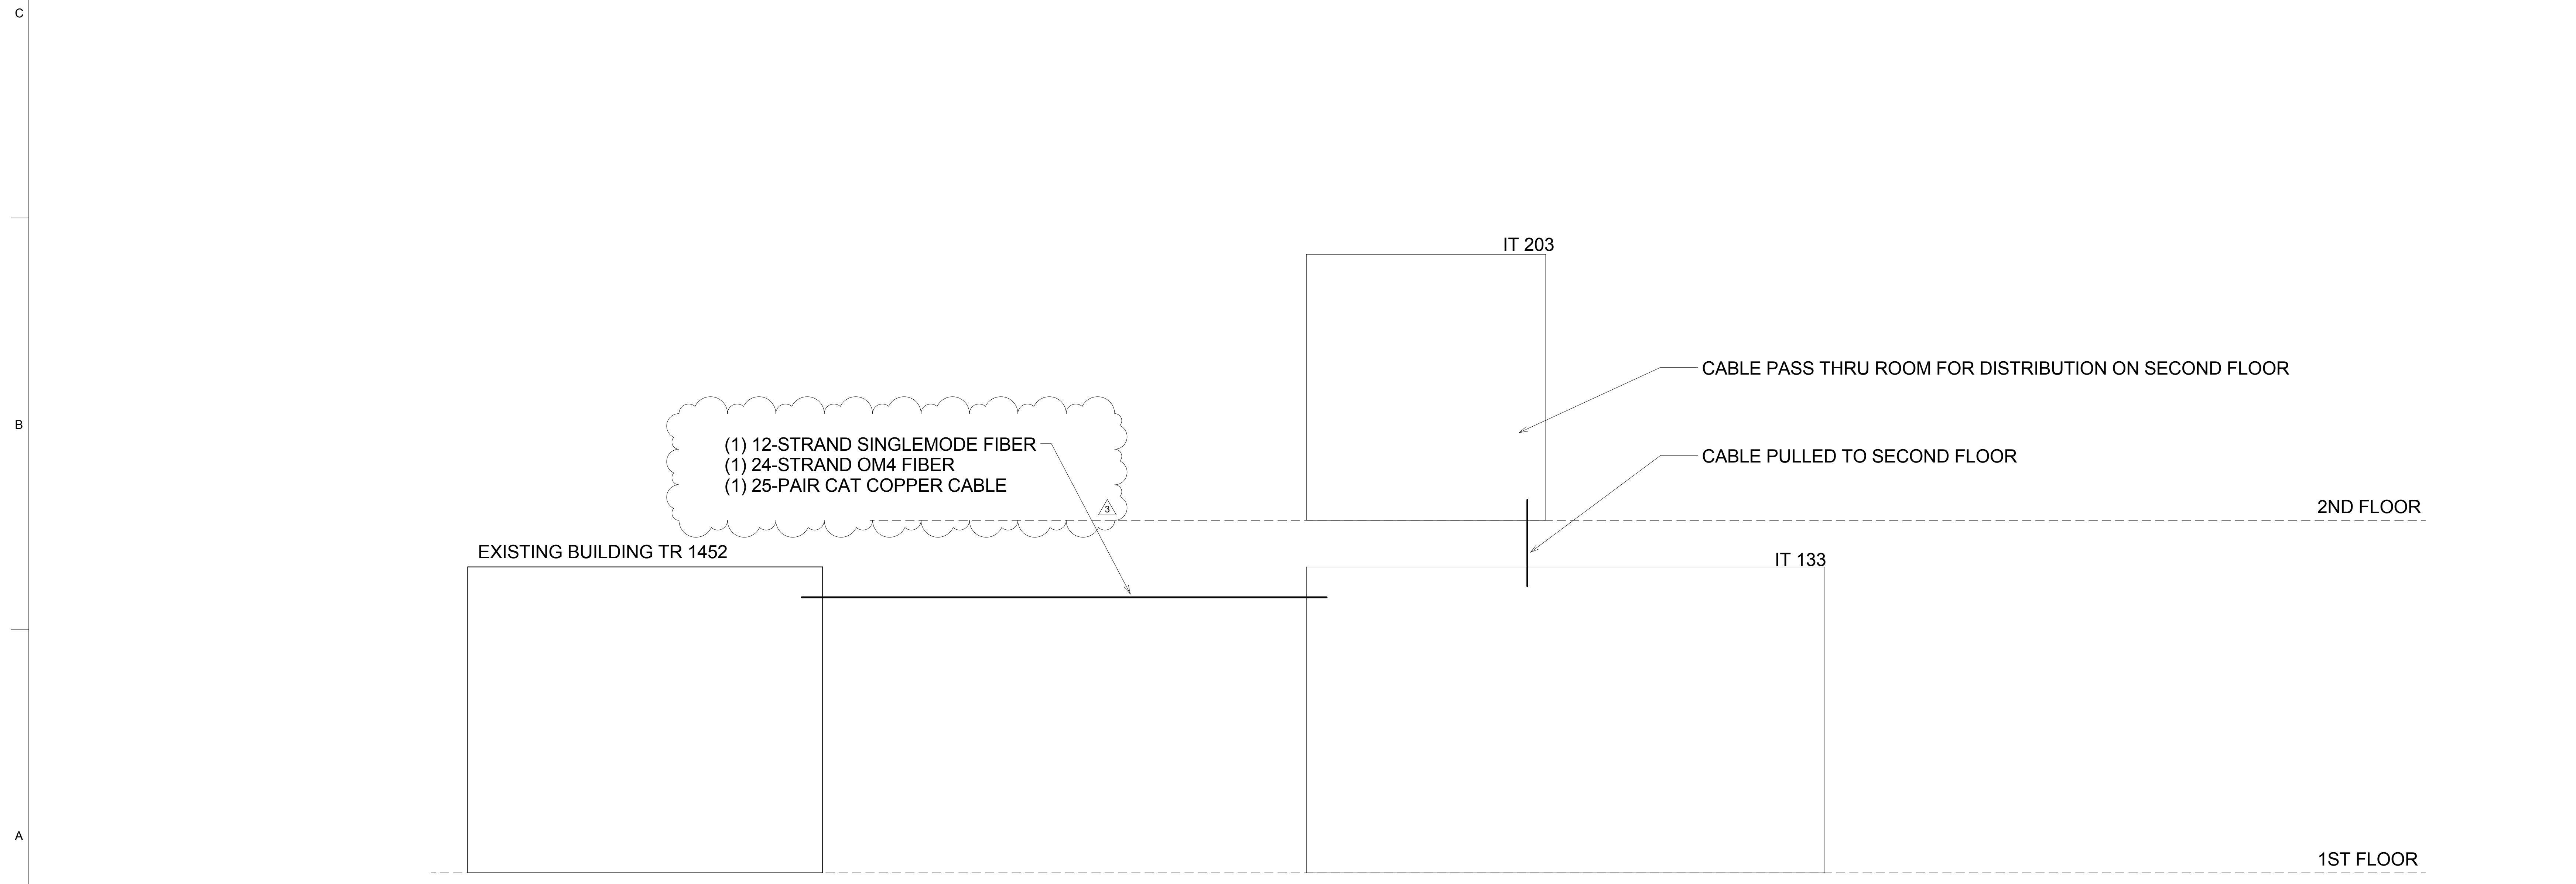 C
IT 203
CABLE PASS THRU ROOM FOR DISTRIBUTION ON SECOND FLOOR
B
(1) 12-STRAND SINGLEMODE FIBER
(1) 24-STRAND OM4 FIBER
(1) 25-PAIR CAT COPPER CABLE
3
CABLE PULLED TO SECOND FLOOR
2ND FLOOR
EXISTING BUILDING TR 1452
IT 133
A
1ST FLOOR